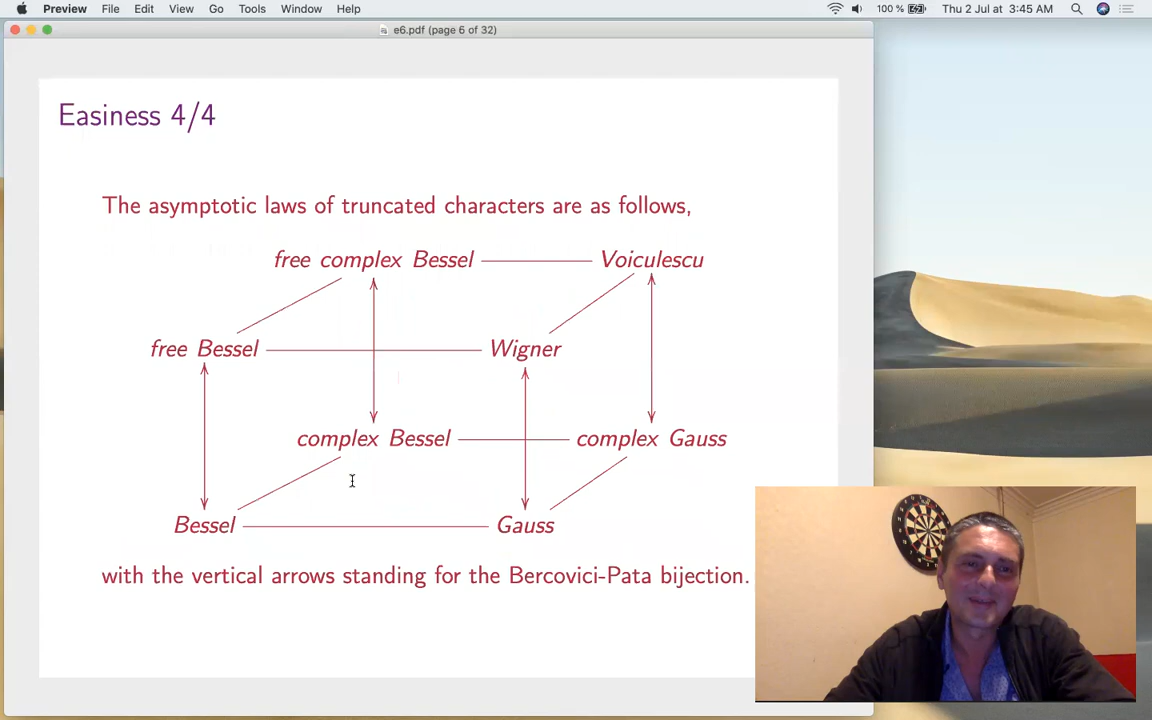 Preview File Edit View Go Tools Window Help 100 % Thu 2 Jul at 3:45 AM
e6.pdf (page 6 of 32)
Easiness 4/4
The asymptotic laws of truncated characters are as follows,
free complex Bessel Voiculescu
free Bessel Wigner
complex Bessel complex Gauss
Bessel Gauss
with the vertical arrows standing for the Bercovici-Pata bijection.